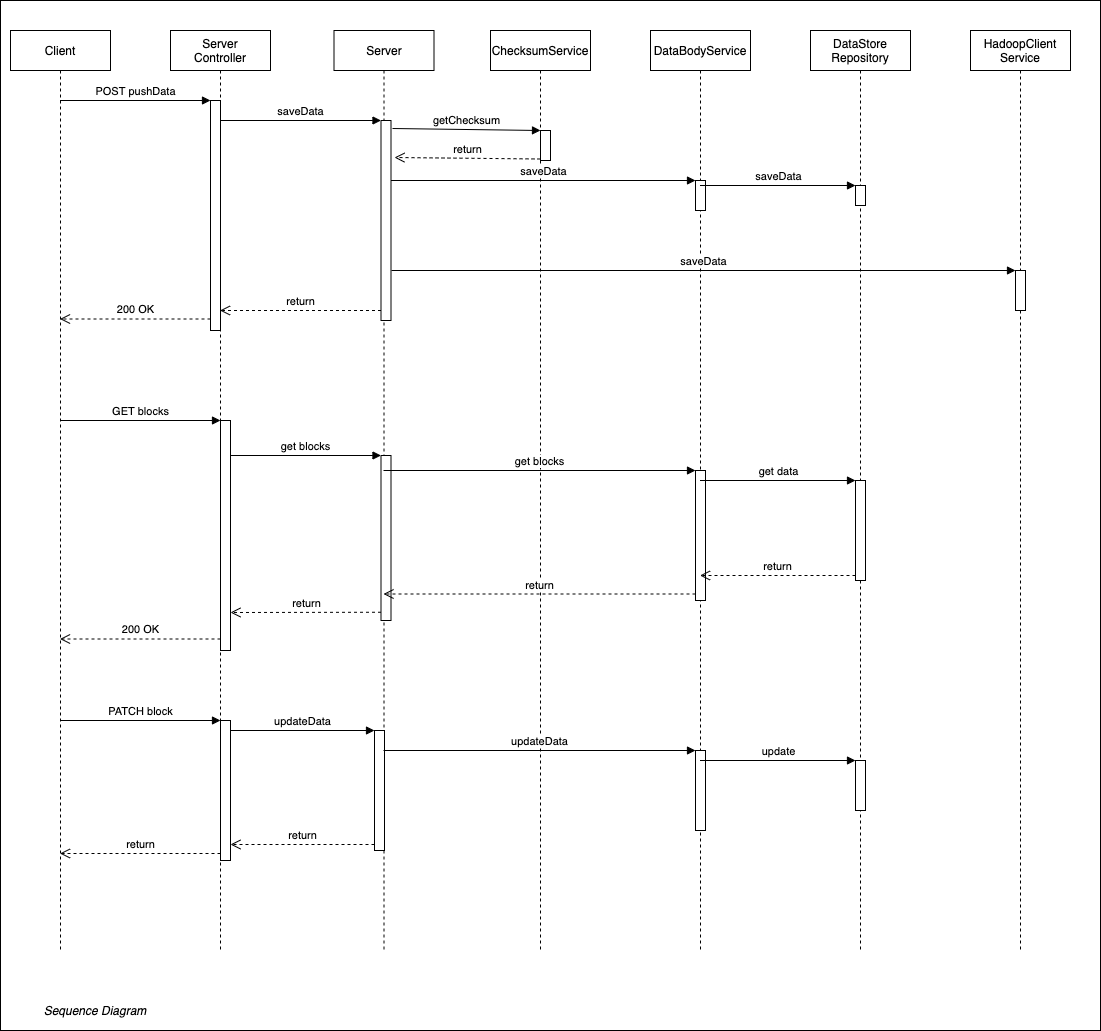 Client
Server
Controller
Server
ChecksumService
DataBodyService
DataStore
Repository
HadoopClient
Service
POST pushData
saveData
getChecksum
return
saveData
saveData
saveData
return
200 OK
GET blocks
get blocks
get blocks
get data
return
return
return
200 OK
PATCH block
updateData
updateData
update
return
return
Sequence Diagram